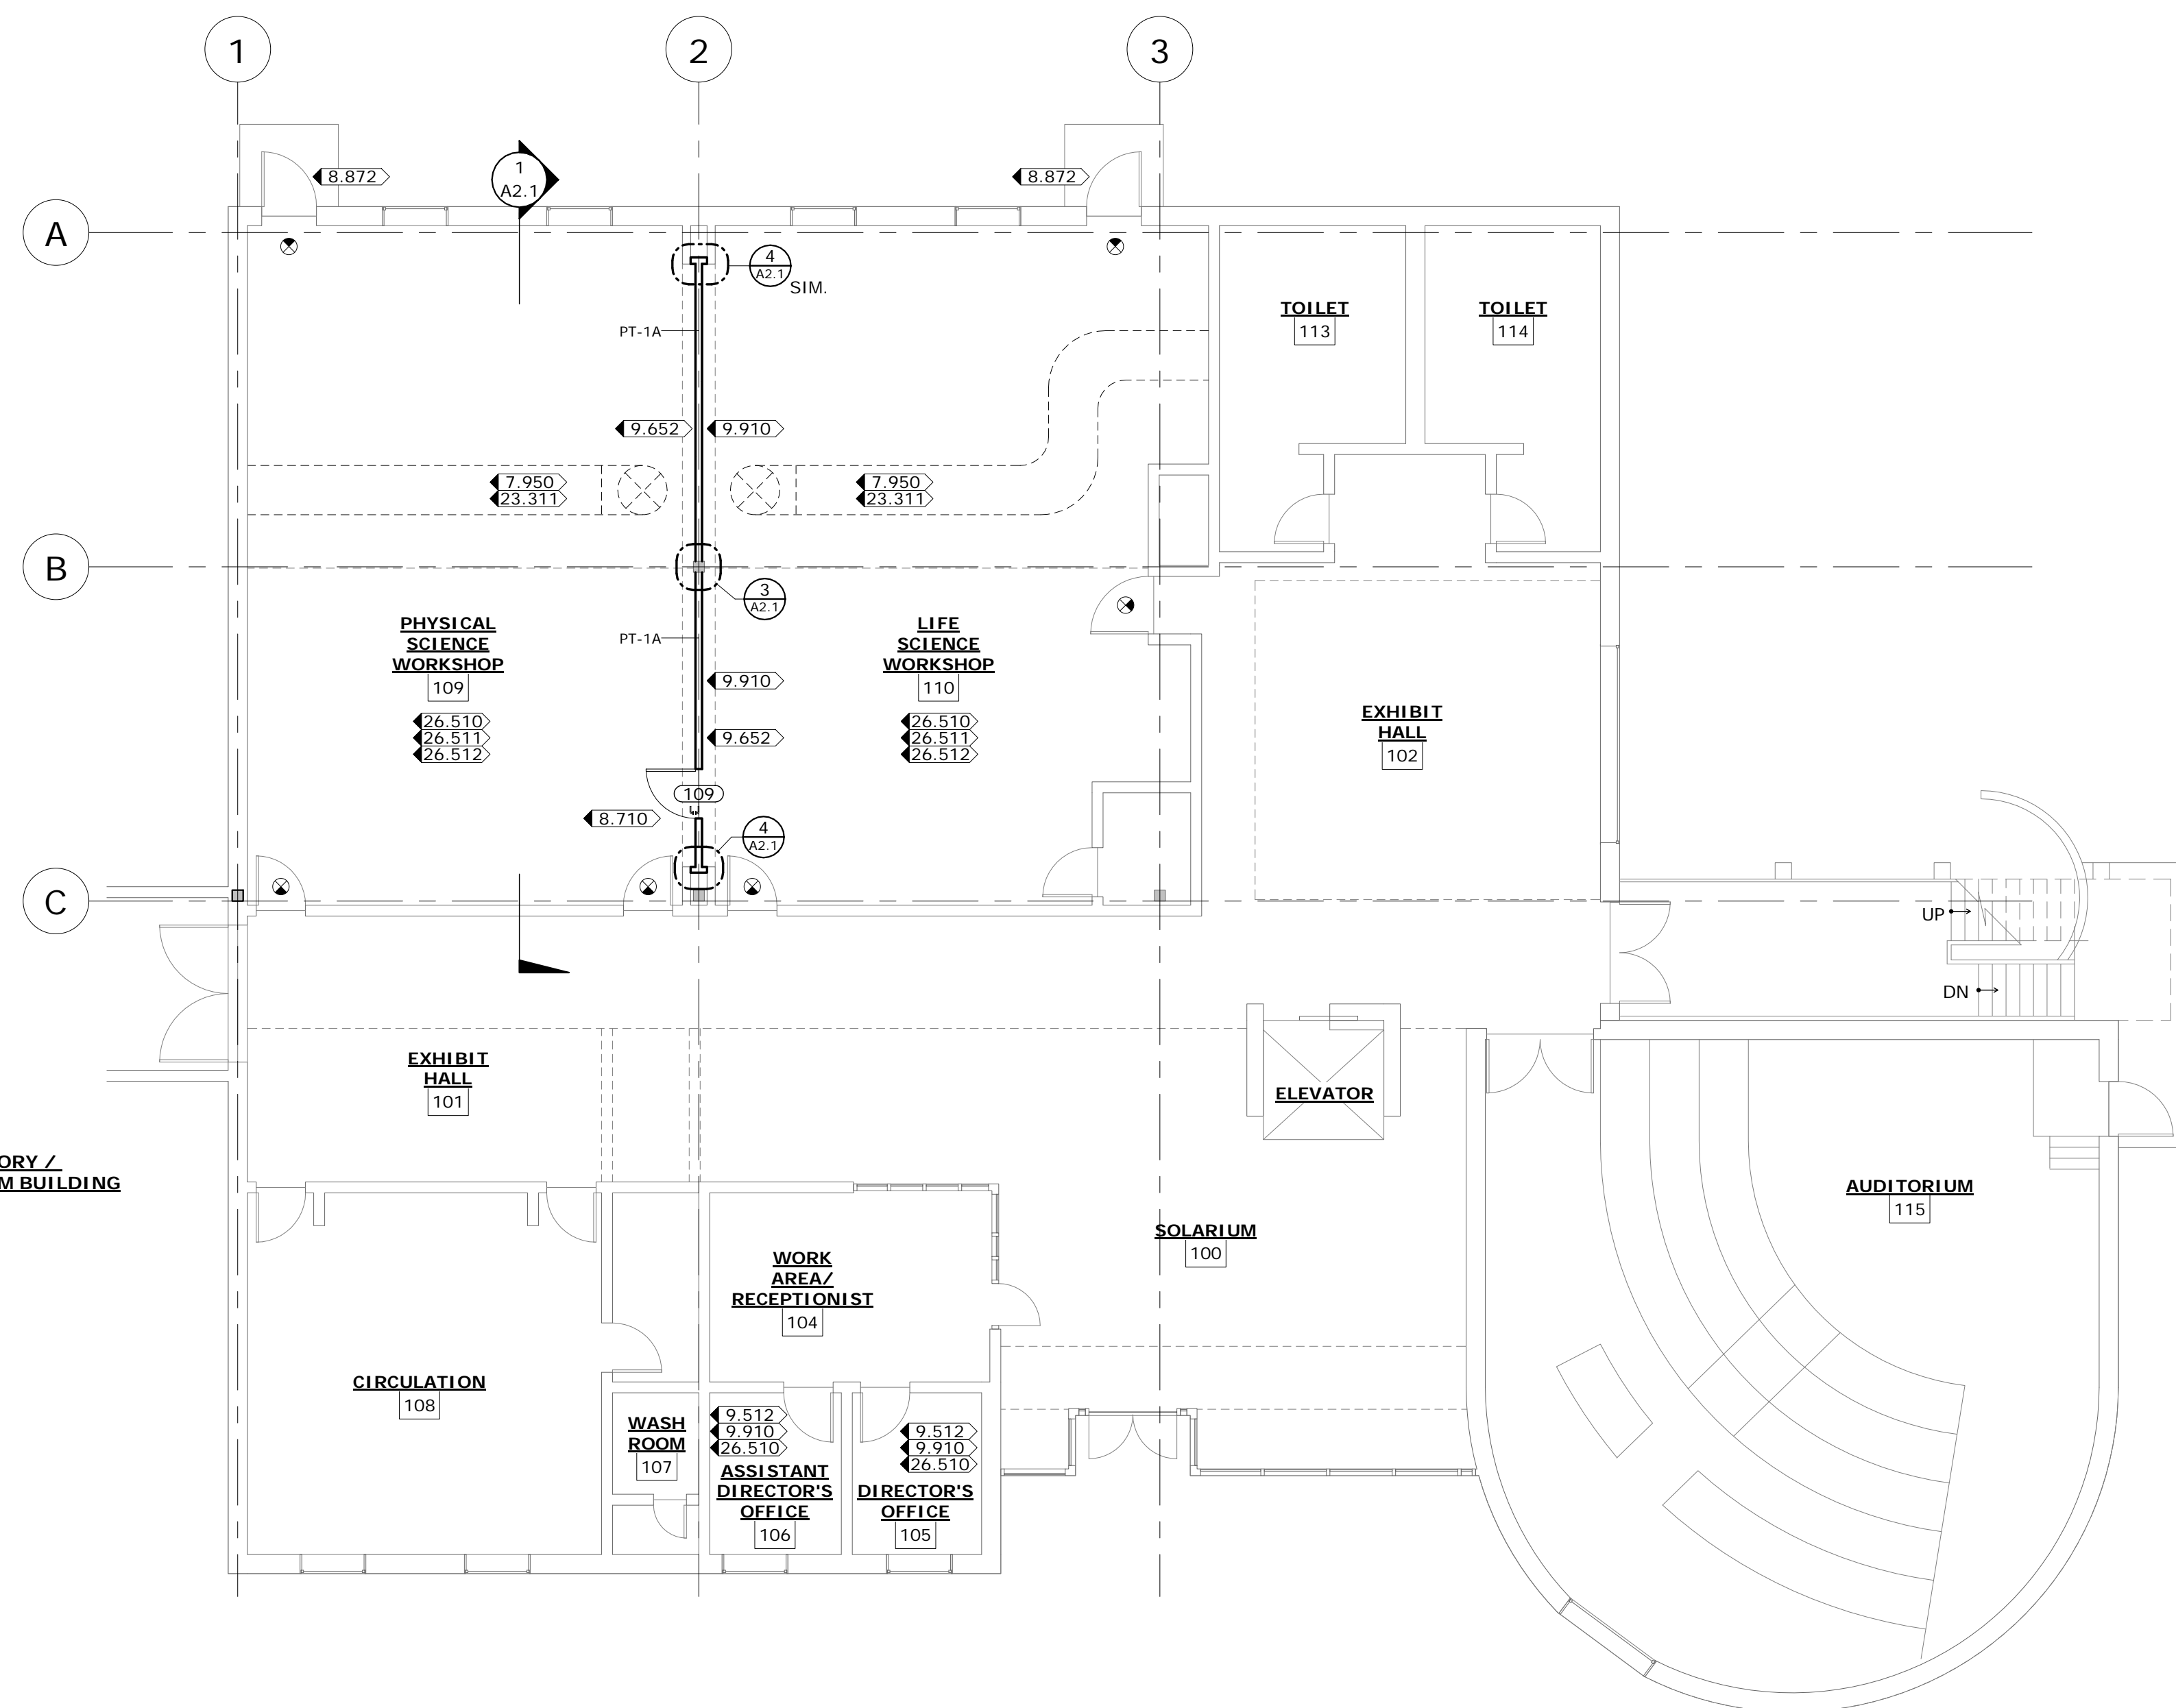 1
2
3
8.872
1
A2.1
8.872
A
4
A2.1
SIM.
TOILET
113
TOILET
114
PT-1A
9.652
9.910
7.950
23.311
7.950
23.311
B
3
A2.1
PHYSICAL
SCIENCE
WORKSHOP
109
PT-1A
LIFE
SCIENCE
WORKSHOP
110
9.910
26.510
26.511
26.512
9.652
26.510
26.511
26.512
EXHIBIT
HALL
102
109
8.710
4
A2.1
C
UP
DN
EXHIBIT
HALL
101
ELEVATOR
ORY /
M BUILDING
AUDITORIUM
115
SOLARIUM
100
WORK
AREA/
RECEPTIONIST
104
CIRCULATION
108
WASH
ROOM
107
9.512
9.910
26.510
ASSISTANT
DIRECTOR'S
OFFICE
106
9.512
9.910
26.510
DIRECTOR'S
OFFICE
105